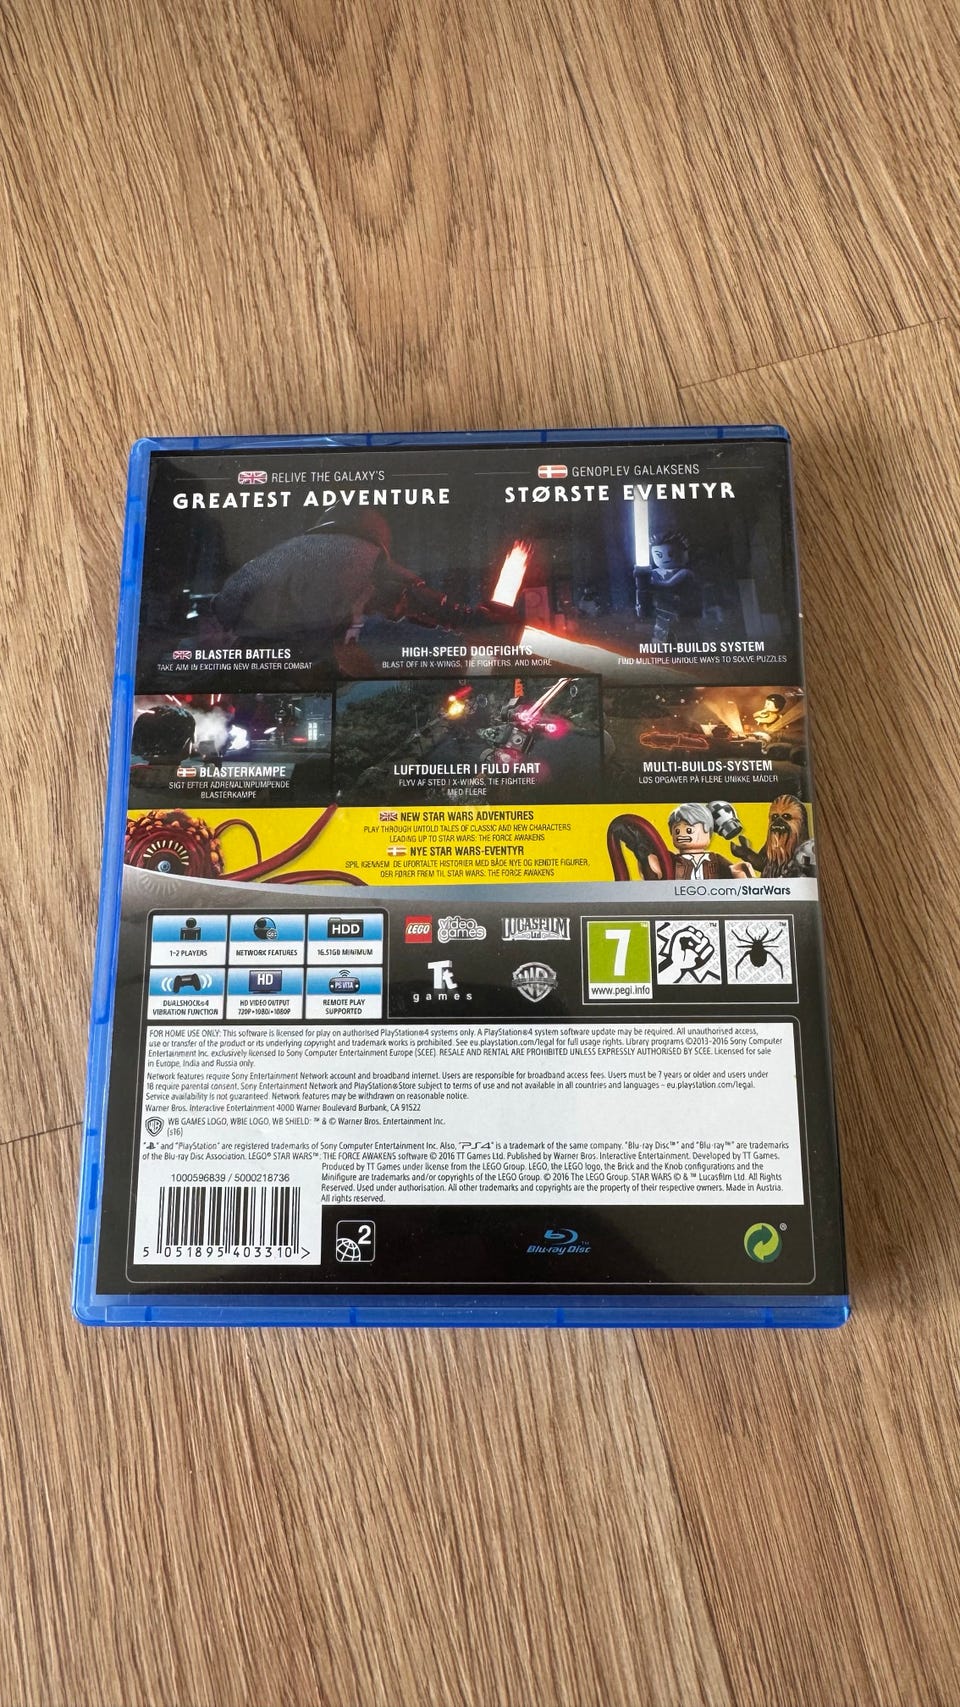 RELIVE THE GALAXY'S
GREATEST ADVENTURE
GENOPLEV GALAKSENS
STØRSTE EVENTYR
BLASTER BATTLES
TAKE AIM IN EXCITING NEW BLASTER COMBAT
HIGH-SPEED DOGFIGHTS
BLAST OFF IN X-WINGS, TIE FIGHTERS, AND MORE
MULTI-BUILDS SYSTEM
FIND MULTIPLE UNIQUE WAYS TO SOLVE PUZZLES
BLASTERKAMPE
SIGT EFTER ADRENALINPUMPENDE
BLASTERKAMPE
LUFTDUELLER I FULD FART
FLYV AF STED I X-WINGS, TIE FIGHTERE
MED FLERE
MULTI-BUILDS-SYSTEM
LØS OPGAVER PÅ FLERE UNIKKE MÅDER
NEW STAR WARS ADVENTURES
PLAY THROUGH UNTOLD TALES OF CLASSIC AND NEW CHARACTERS
LEADING UP TO STAR WARS: THE FORCE AWAKENS
NYE STAR WARS-EVENTYR
SPIL IGENNEM DE UFORTALTE HISTORIER MED BÅDE NYE OG KENDTE FIGURER,
DER FØRER FREM TIL STAR WARS: THE FORCE AWAKENS
LEGO.com/StarWars
1-2 PLAYERS
NETWORK FEATURES
HDD
16.51GB MINIMUM
DUALSHOCK®4
VIBRATION FUNCTION
HD
HD VIDEO OUTPUT
720P•1080i•1080P
PS VITA
REMOTE PLAY
SUPPORTED
LEGO
video games
LUCASFILM
Ltd
Tt
games
WB
7
www.pegi.info
FOR HOME USE ONLY: This software is licensed for play on authorised PlayStation®4 systems only. A PlayStation®4 system software update may be required. All unauthorised access,
use or transfer of the product or its underlying copyright and trademark works is prohibited. See eu.playstation.com/legal for full usage rights. Library programs ©2013-2016 Sony Computer
Entertainment Inc. exclusively licensed to Sony Computer Entertainment Europe (SCEE). RESALE AND RENTAL ARE PROHIBITED UNLESS EXPRESSLY AUTHORISED BY SCEE. Licensed for sale
in Europe, India and Russia only.
Network features require Sony Entertainment Network account and broadband internet. Users are responsible for broadband access fees. Users must be 7 years or older and users under
18 require parental consent. Sony Entertainment Network and PlayStation®Store subject to terms of use and not available in all countries and languages – eu.playstation.com/legal.
Service availability is not guaranteed. Network features may be withdrawn on reasonable notice.
Warner Bros. Interactive Entertainment 4000 Warner Boulevard Burbank, CA 91522
WB GAMES LOGO, WBIE LOGO, WB SHIELD: ™ & © Warner Bros. Entertainment Inc.
(s16)
" " and "PlayStation" are registered trademarks of Sony Computer Entertainment Inc. Also, "PS4" is a trademark of the same company. "Blu-ray Disc™" and "Blu-ray™" are trademarks
of the Blu-ray Disc Association. LEGO® STAR WARS™: THE FORCE AWAKENS software © 2016 TT Games Ltd. Published by Warner Bros. Interactive Entertainment. Developed by TT Games.
Produced by TT Games under license from the LEGO Group. LEGO, the LEGO logo, the Brick and the Knob configurations and the
Minifigure are trademarks and/or copyrights of the LEGO Group. © 2016 The LEGO Group. STAR WARS © & ™ Lucasfilm Ltd. All Rights
Reserved. Used under authorisation. All other trademarks and copyrights are the property of their respective owners. Made in Austria.
All rights reserved.
1000596839 / 5000218736
5 051895 403310 >
2
Blu-ray Disc™